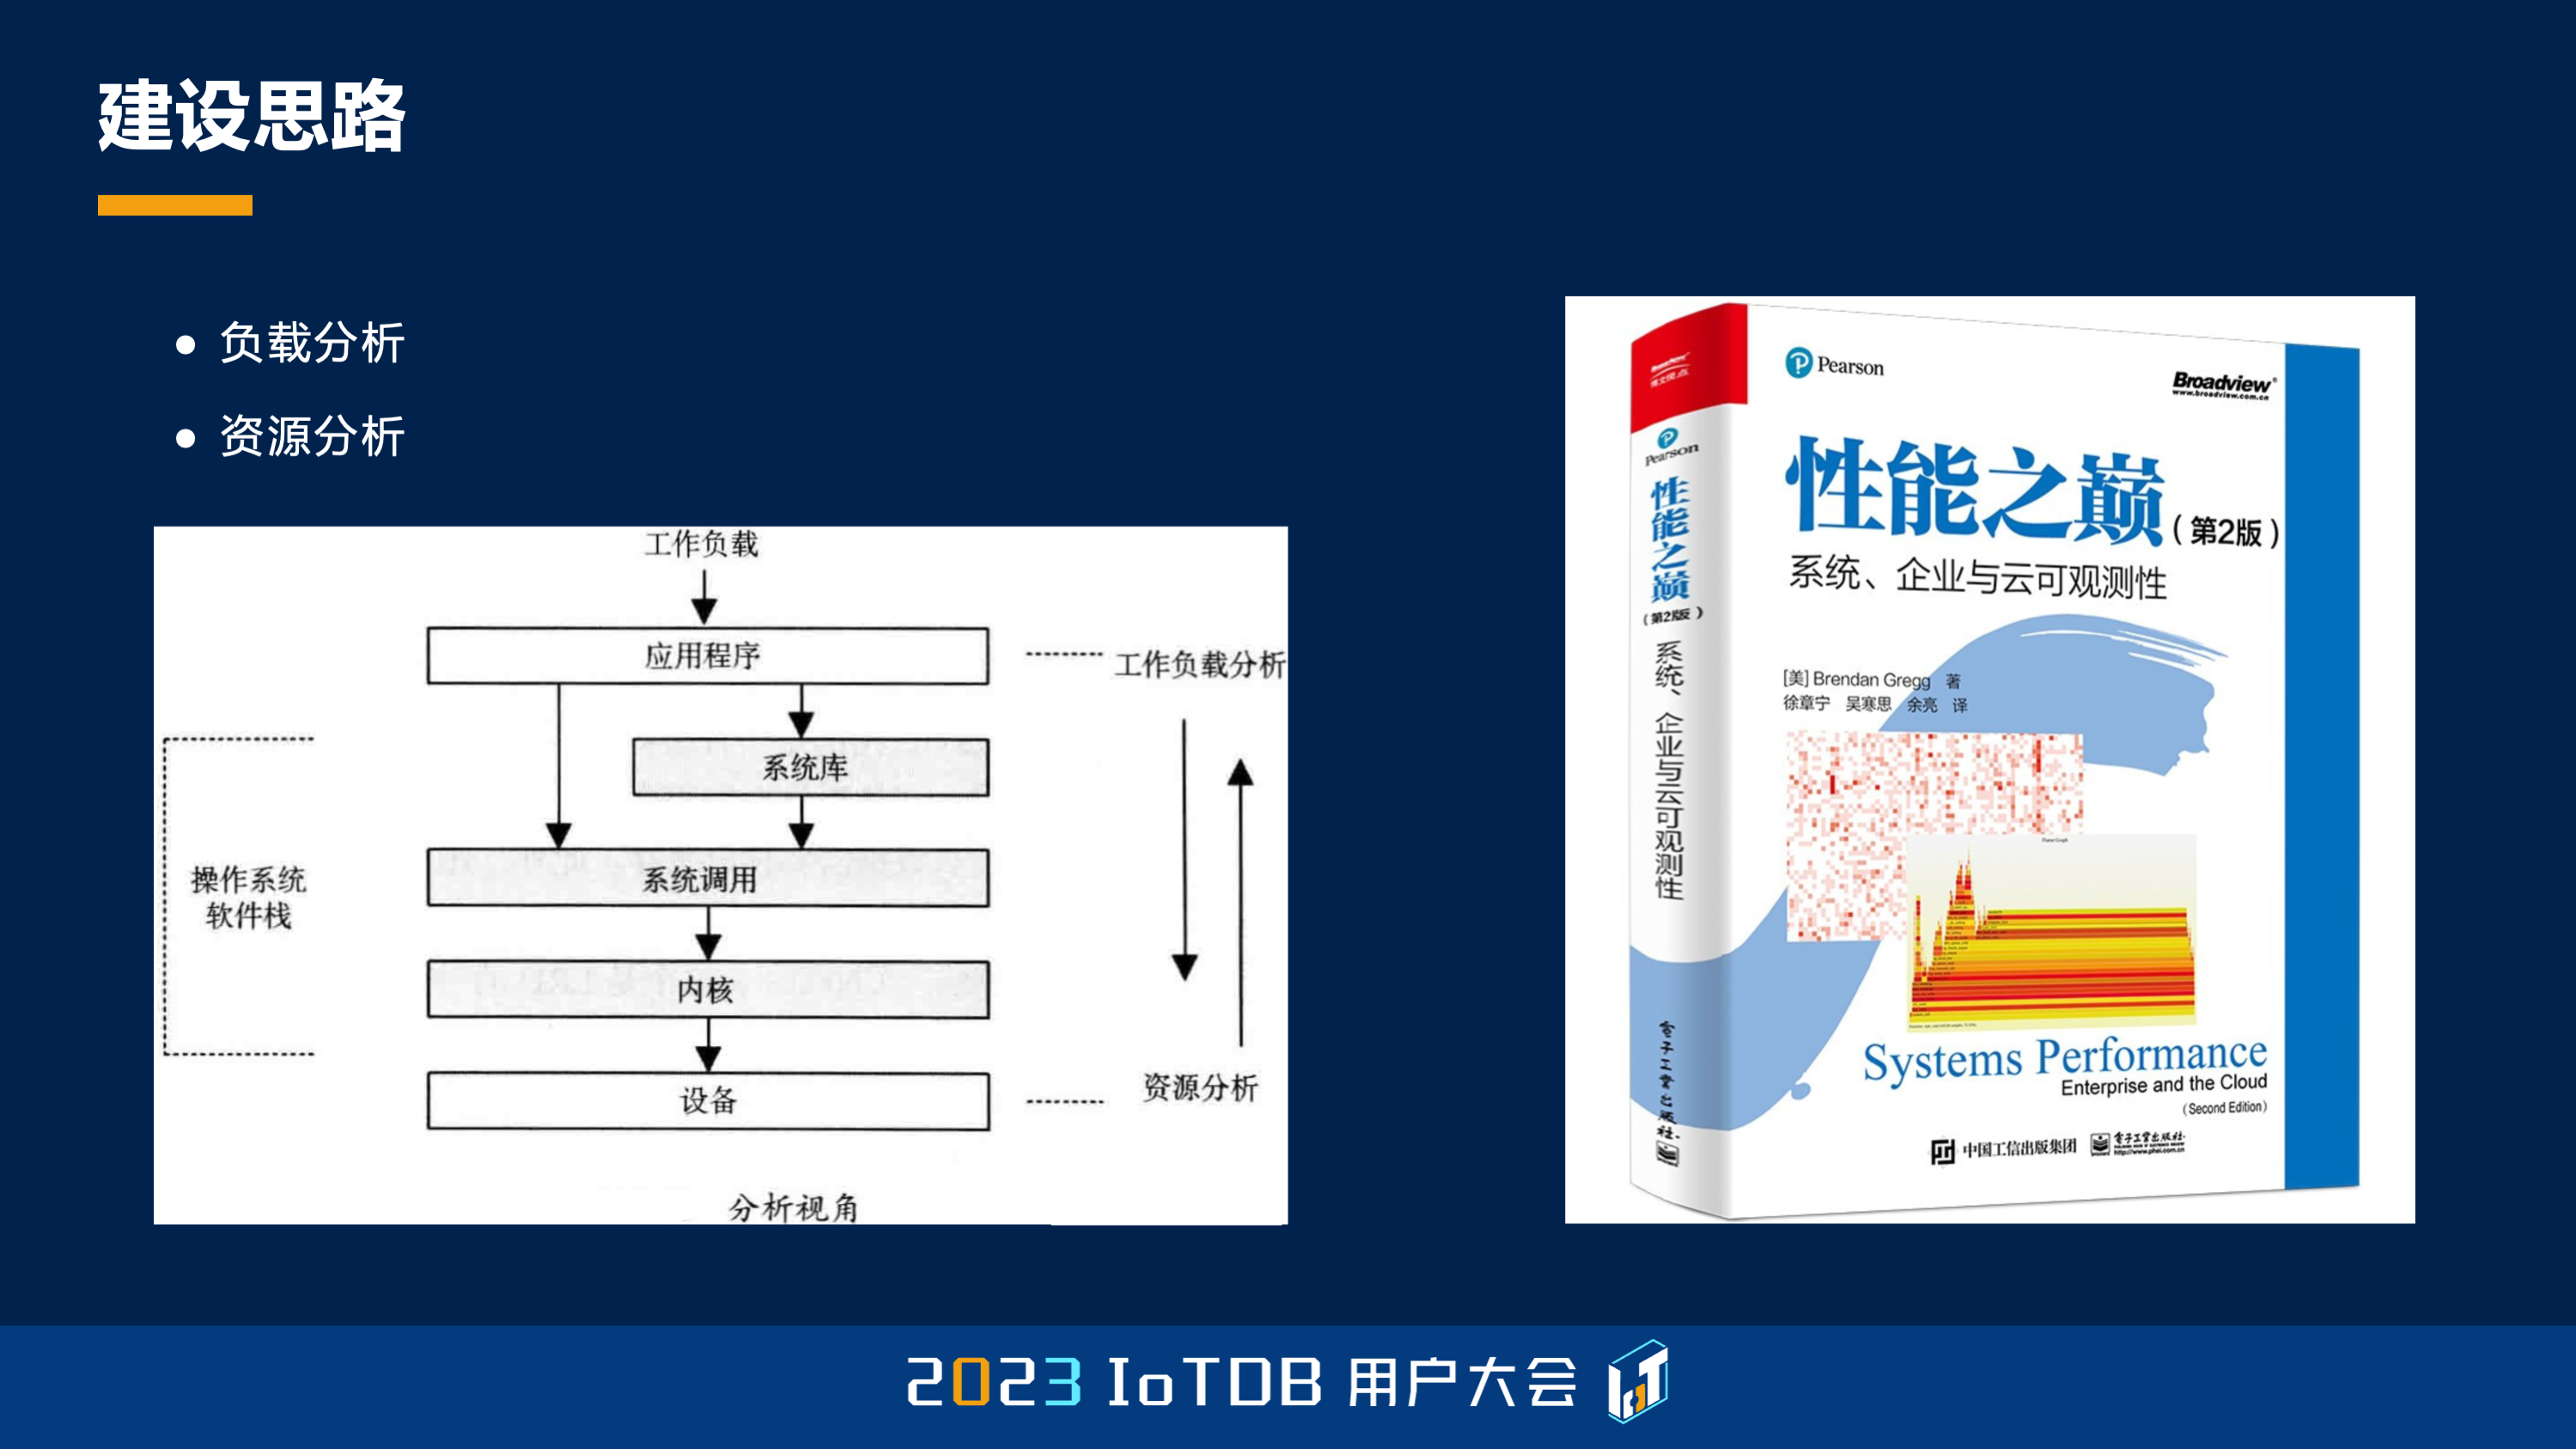 建设思路
负载分析
资源分析
工作负载
应用程序
工作负载分析
系统库
操作系统
软件栈
系统调用
内核
设备
资源分析
分析视角
Pearson
Broadview
www.broadview.com.cn
性能之巅(第2版)
系统、企业与云可观测性
[美] Brendan Gregg 著
徐章宁 吴寒思 余亮 译
Systems Performance
Enterprise and the Cloud
(Second Edition)
中国工信出版集团
电子工业出版社
http://www.phei.com.cn
Pearson
性能之巅
(第2版)
系统、企业与云可观测性
电子工业出版社
2023 IoTDB 用户大会